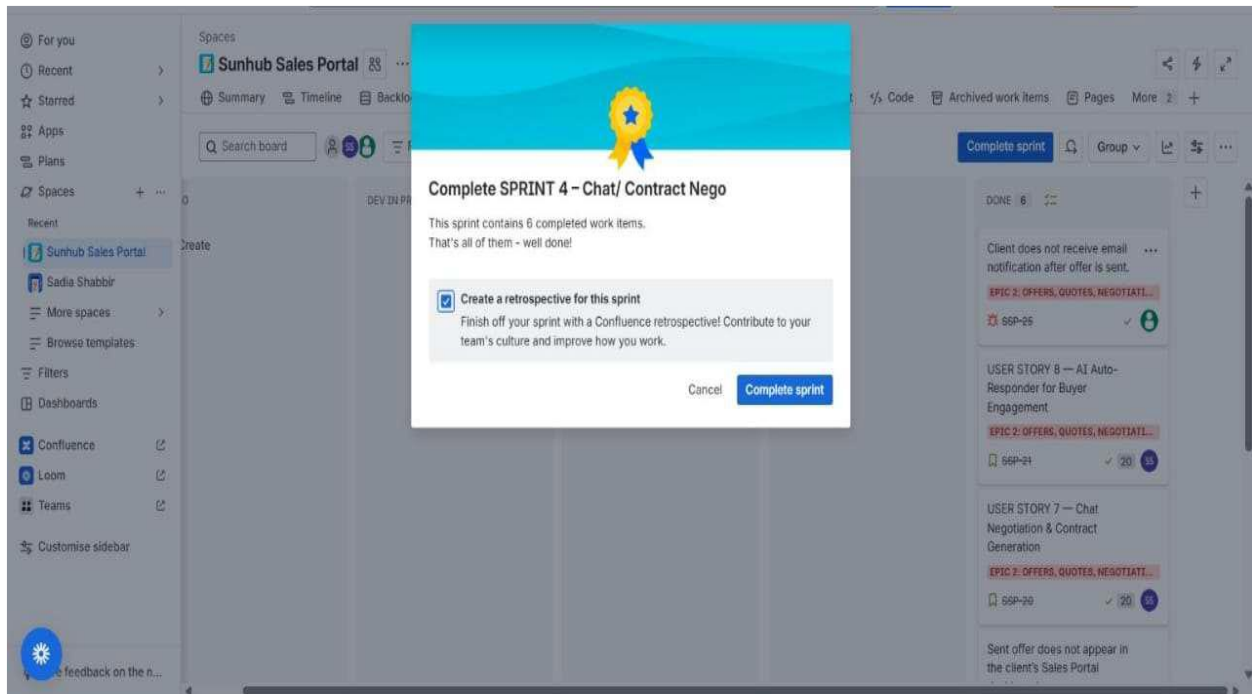 For you
Recent
Starred
Apps
Plans
Spaces
Recent
Sunhub Sales Portal
Sadia Shabbir
More spaces
Browse templates
Filters
Dashboards
Confluence
Loom
Teams
Customise sidebar
feedback on the n...
Spaces
Sunhub Sales Portal
Summary Timeline Backlo
Code Archived work items Pages More 2
Search board
SS
Complete sprint Group
DEV IN PR
Create
Complete SPRINT 4 – Chat/ Contract Nego
This sprint contains 6 completed work items.
That's all of them - well done!
Create a retrospective for this sprint
Finish off your sprint with a Confluence retrospective! Contribute to your
team's culture and improve how you work.
Cancel Complete sprint
DONE 6
Client does not receive email
notification after offer is sent.
EPIC 2: OFFERS, QUOTES, NEGOTIATI...
SSP-25
USER STORY 8 — AI Auto-
Responder for Buyer
Engagement
EPIC 2: OFFERS, QUOTES, NEGOTIATI...
SSP-21 20 SS
USER STORY 7 — Chat
Negotiation & Contract
Generation
EPIC 2: OFFERS, QUOTES, NEGOTIATI...
SSP-20 20 SS
Sent offer does not appear in
the client's Sales Portal